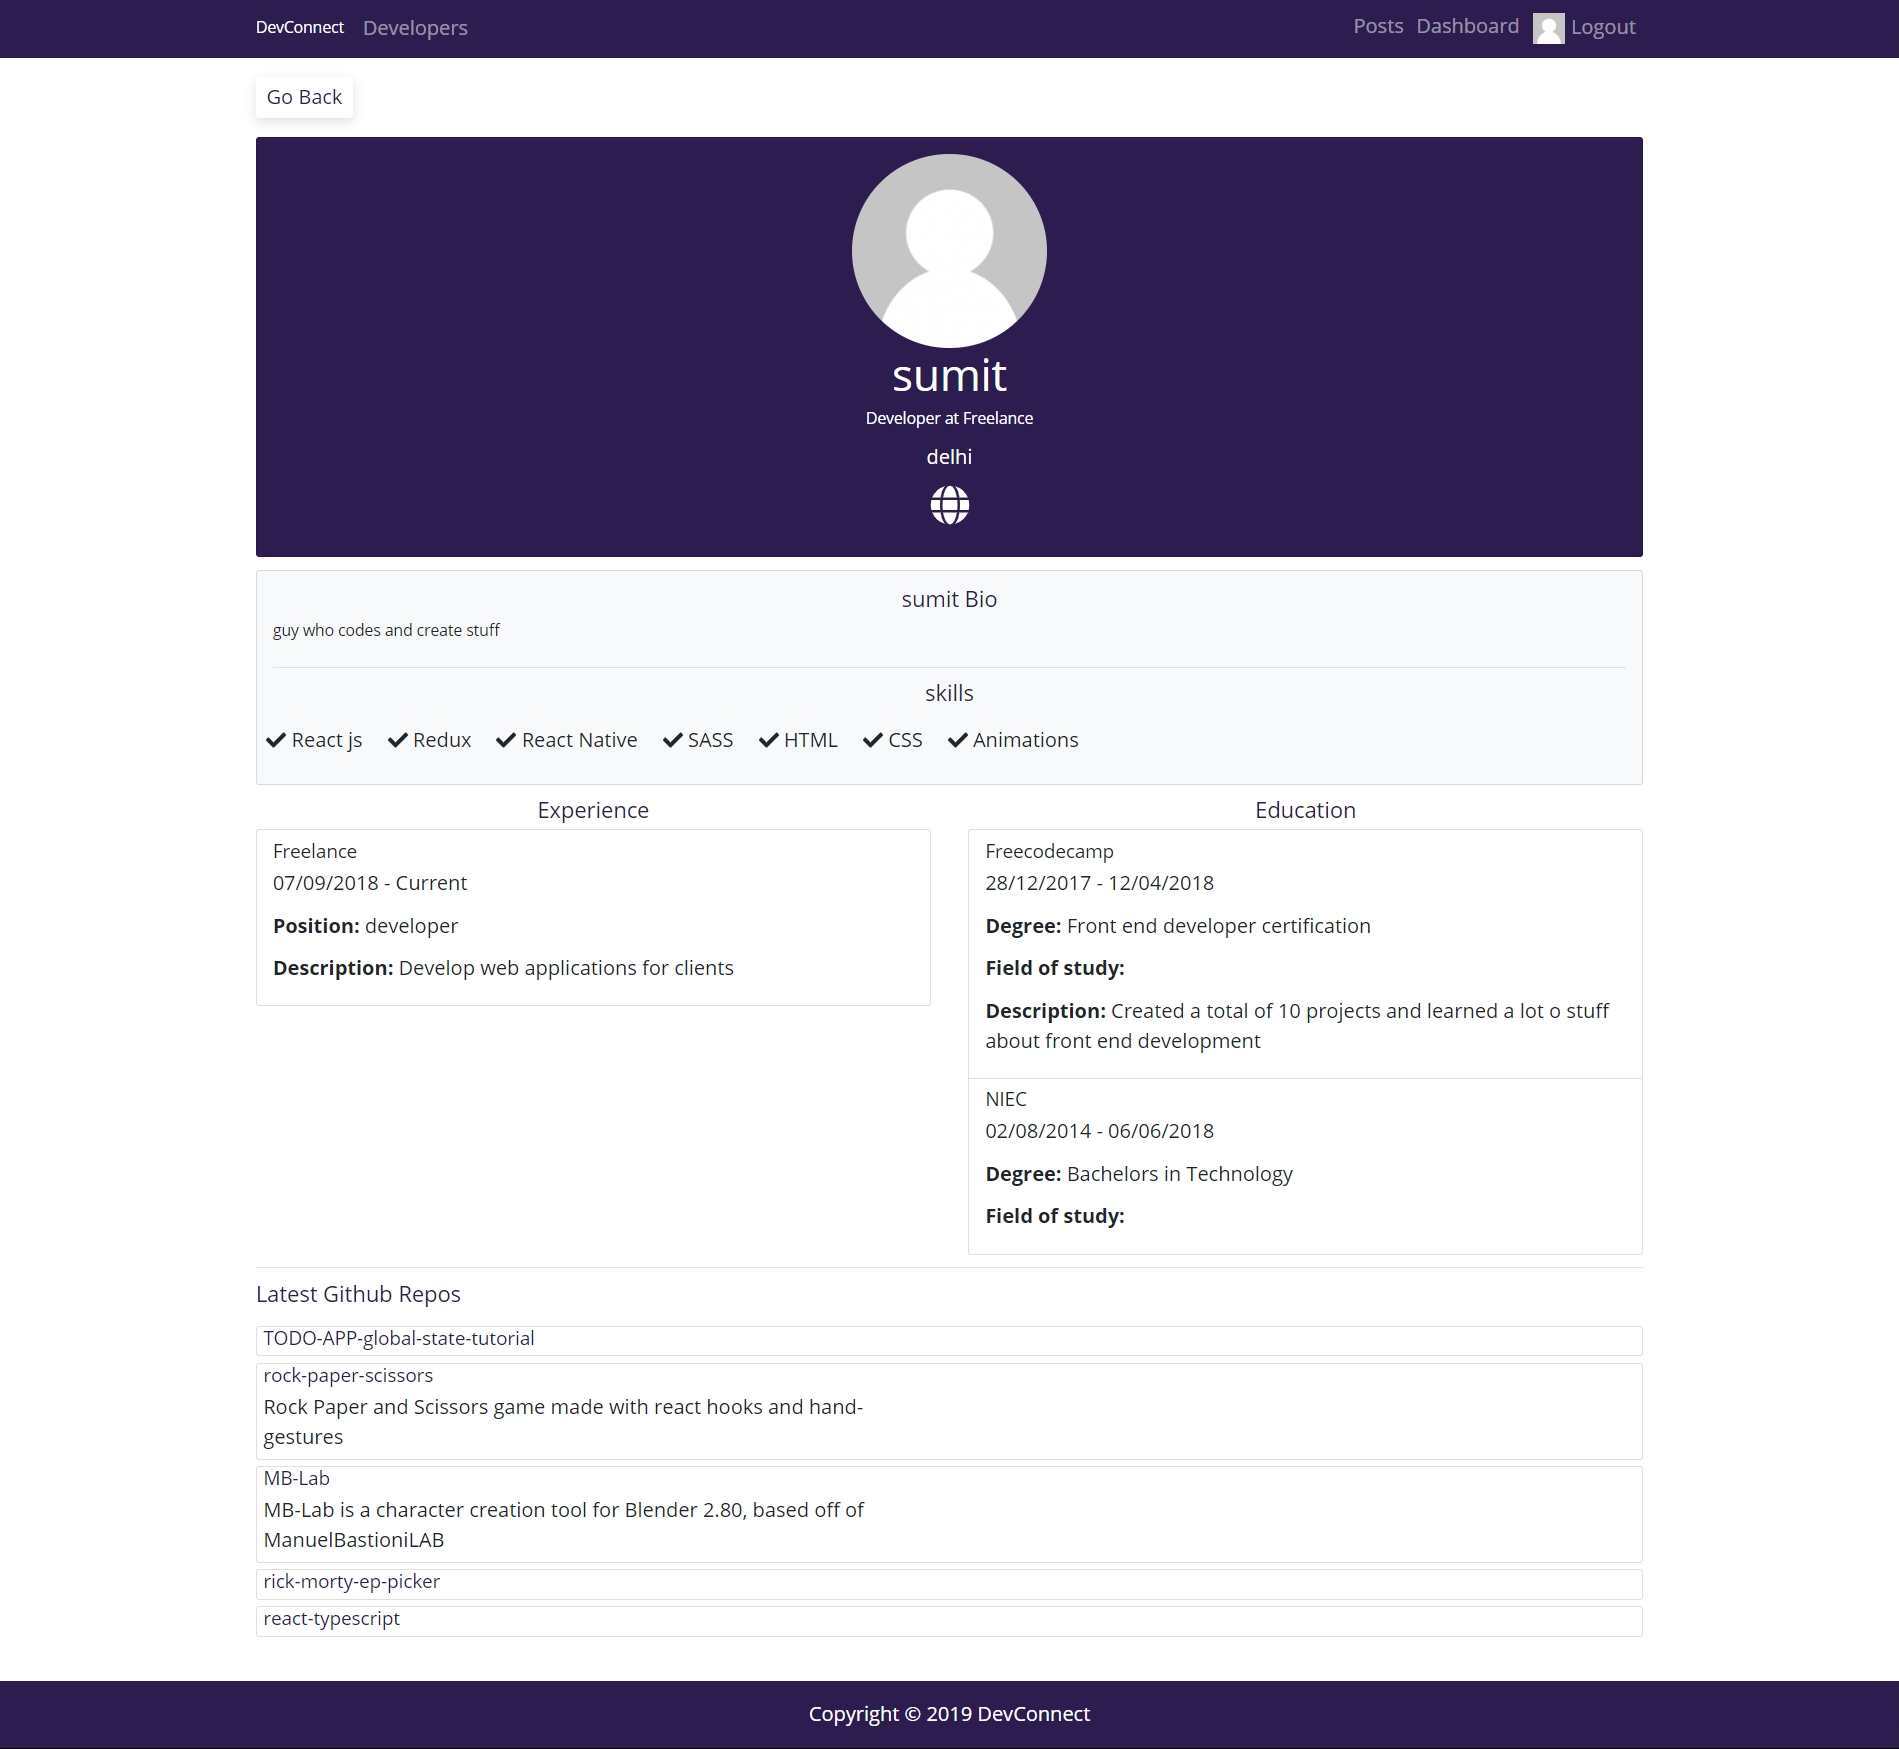 DevConnect Developers Posts Dashboard Logout
Go Back
sumit
Developer at Freelance
delhi
sumit Bio
guy who codes and create stuff
skills
React js Redux React Native SASS HTML CSS Animations
Experience
Freelance
07/09/2018 - Current
Position: developer
Description: Develop web applications for clients
Education
Freecodecamp
28/12/2017 - 12/04/2018
Degree: Front end developer certification
Field of study:
Description: Created a total of 10 projects and learned a lot o stuff
about front end development
NIEC
02/08/2014 - 06/06/2018
Degree: Bachelors in Technology
Field of study:
Latest Github Repos
TODO-APP-global-state-tutorial
rock-paper-scissors
Rock Paper and Scissors game made with react hooks and hand-
gestures
MB-Lab
MB-Lab is a character creation tool for Blender 2.80, based off of
ManuelBastioniLAB
rick-morty-ep-picker
react-typescript
Copyright © 2019 DevConnect